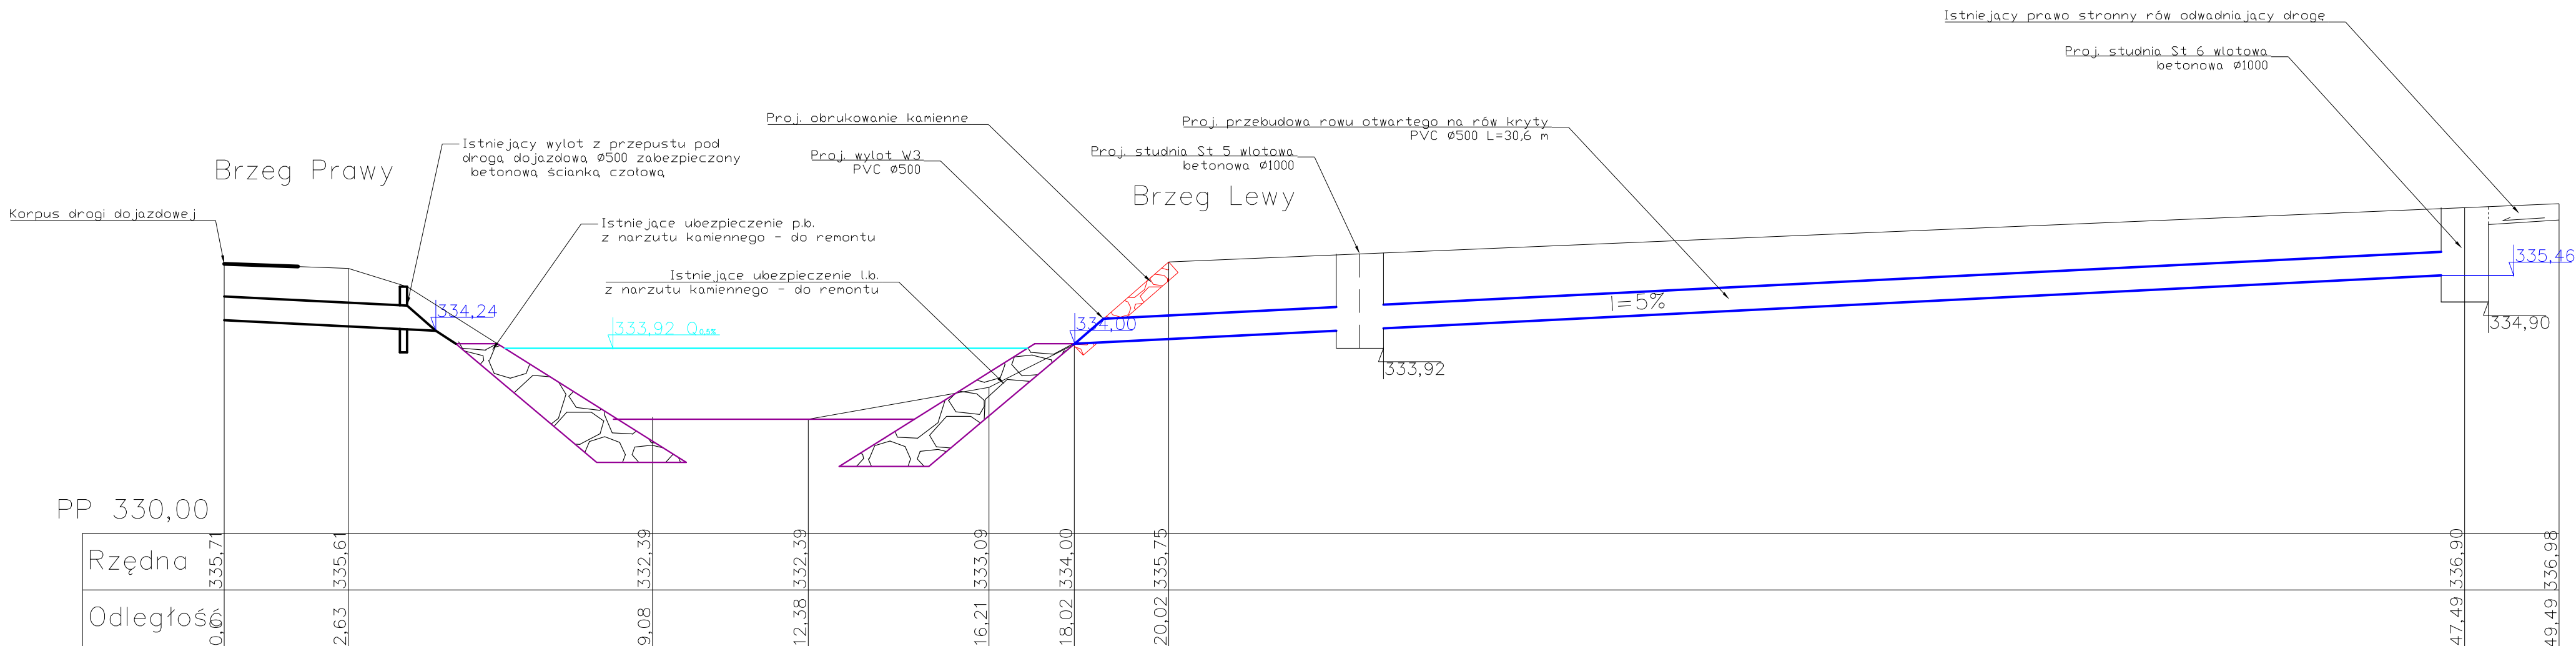 Istniejący prawo stronny rów odwadniający drogę
Proj. studnia St 6 wlotowa
betonowa Ø1000
Proj. obrukowanie kamienne
Proj. przebudowa rowu otwartego na rów kryty
PVC Ø500 L=30,6 m
Istniejący wylot z przepustu pod
drogą dojazdową Ø500 zabezpieczony
betonową ścianką czołową
Proj. wylot W3
PVC Ø500
Proj. studnia St 5 wlotowa
betonowa Ø1000
Brzeg Prawy
Brzeg Lewy
Korpus drogi dojazdowej
Istniejące ubezpieczenie p.b.
z narzutu kamiennego - do remontu
Istniejące ubezpieczenie l.b.
z narzutu kamiennego - do remontu
335,46
I=5%
334,24
333,92 Q
334,00
334,90
333,92
PP 330,00
Rzędna
335,71
335,61
332,39
332,39
333,09
334,00
335,75
336,90
336,98
Odległość
0,00
2,63
9,08
12,38
16,21
18,02
20,02
47,49
49,49